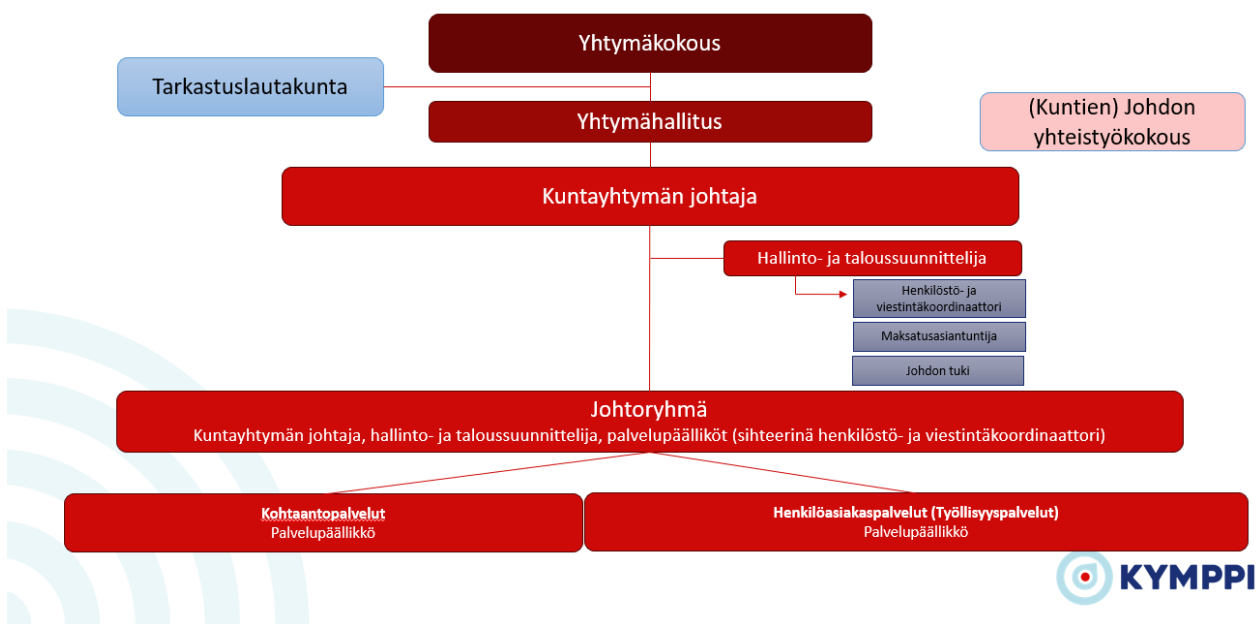 Yhtymäkokous
Tarkastuslautakunta
Yhtymähallitus
(Kuntien) Johdon
yhteistyökokous
Kuntayhtymän johtaja
Hallinto- ja taloussuunnittelija
Henkilöstö- ja
viestintäkoordinaattori
Maksatusasiantuntija
Johdon tuki
Johtoryhmä
Kuntayhtymän johtaja, hallinto- ja taloussuunnittelija, palvelupäälliköt (sihteerinä henkilöstö- ja viestintäkoordinaattori)
Kohtaantopalvelut
Palvelupäällikkö
Henkilöasiakaspalvelut (Työllisyyspalvelut)
Palvelupäällikkö
KYMPPI